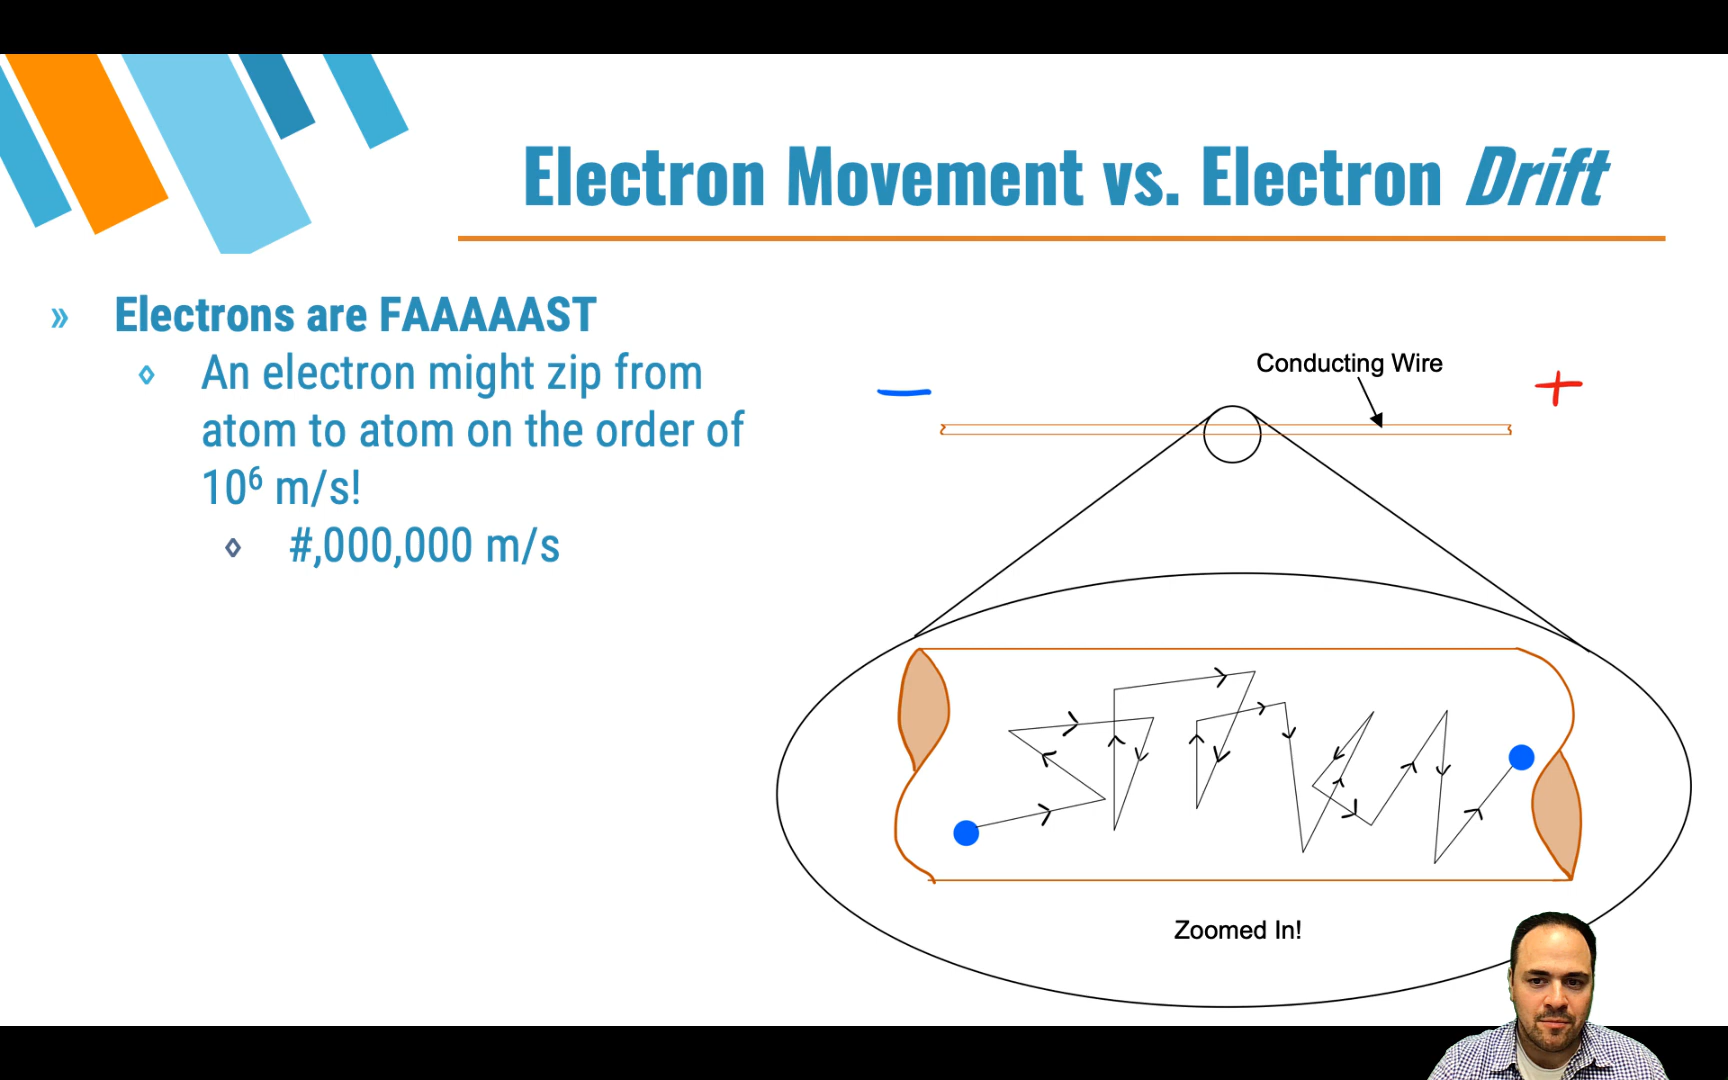 Electron Movement vs. Electron Drift
» Electrons are FAAAAAST
An electron might zip from
atom to atom on the order of
10⁶ m/s!
#,000,000 m/s
Conducting Wire
− +
Zoomed In!